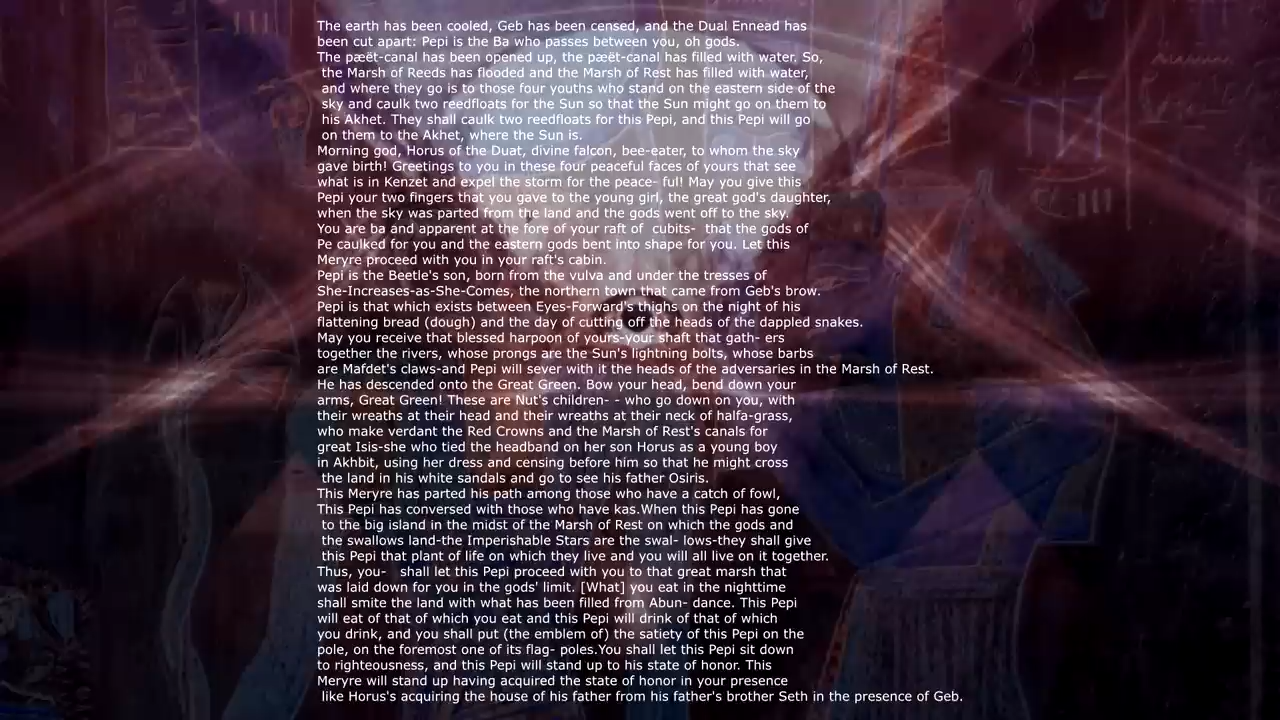 The earth has been cooled, Geb has been censed, and the Dual Ennead has
been cut apart: Pepi is the Ba who passes between you, oh gods.
The pæët-canal has been opened up, the pæët-canal has filled with water. So,
the Marsh of Reeds has flooded and the Marsh of Rest has filled with water,
and where they go is to those four youths who stand on the eastern side of the
sky and caulk two reedfloats for the Sun so that the Sun might go on them to
his Akhet. They shall caulk two reedfloats for this Pepi, and this Pepi will go
on them to the Akhet, where the Sun is.
Morning god, Horus of the Duat, divine falcon, bee-eater, to whom the sky
gave birth! Greetings to you in these four peaceful faces of yours that see
what is in Kenzet and expel the storm for the peace- ful! May you give this
Pepi your two fingers that you gave to the young girl, the great god's daughter,
when the sky was parted from the land and the gods went off to the sky.
You are ba and apparent at the fore of your raft of  cubits-  that the gods of
Pe caulked for you and the eastern gods bent into shape for you. Let this
Meryre proceed with you in your raft's cabin.
Pepi is the Beetle's son, born from the vulva and under the tresses of
She-Increases-as-She-Comes, the northern town that came from Geb's brow.
Pepi is that which exists between Eyes-Forward's thighs on the night of his
flattening bread (dough) and the day of cutting off the heads of the dappled snakes.
May you receive that blessed harpoon of yours-your shaft that gath- ers
together the rivers, whose prongs are the Sun's lightning bolts, whose barbs
are Mafdet's claws-and Pepi will sever with it the heads of the adversaries in the Marsh of Rest.
He has descended onto the Great Green. Bow your head, bend down your
arms, Great Green! These are Nut's children- - who go down on you, with
their wreaths at their head and their wreaths at their neck of halfa-grass,
who make verdant the Red Crowns and the Marsh of Rest's canals for
great Isis-she who tied the headband on her son Horus as a young boy
in Akhbit, using her dress and censing before him so that he might cross
the land in his white sandals and go to see his father Osiris.
This Meryre has parted his path among those who have a catch of fowl,
This Pepi has conversed with those who have kas.When this Pepi has gone
to the big island in the midst of the Marsh of Rest on which the gods and
the swallows land-the Imperishable Stars are the swal- lows-they shall give
this Pepi that plant of life on which they live and you will all live on it together.
Thus, you-   shall let this Pepi proceed with you to that great marsh that
was laid down for you in the gods' limit. [What] you eat in the nighttime
shall smite the land with what has been filled from Abun- dance. This Pepi
will eat of that of which you eat and this Pepi will drink of that of which
you drink, and you shall put (the emblem of) the satiety of this Pepi on the
pole, on the foremost one of its flag- poles.You shall let this Pepi sit down
to righteousness, and this Pepi will stand up to his state of honor. This
Meryre will stand up having acquired the state of honor in your presence
like Horus's acquiring the house of his father from his father's brother Seth in the presence of Geb.